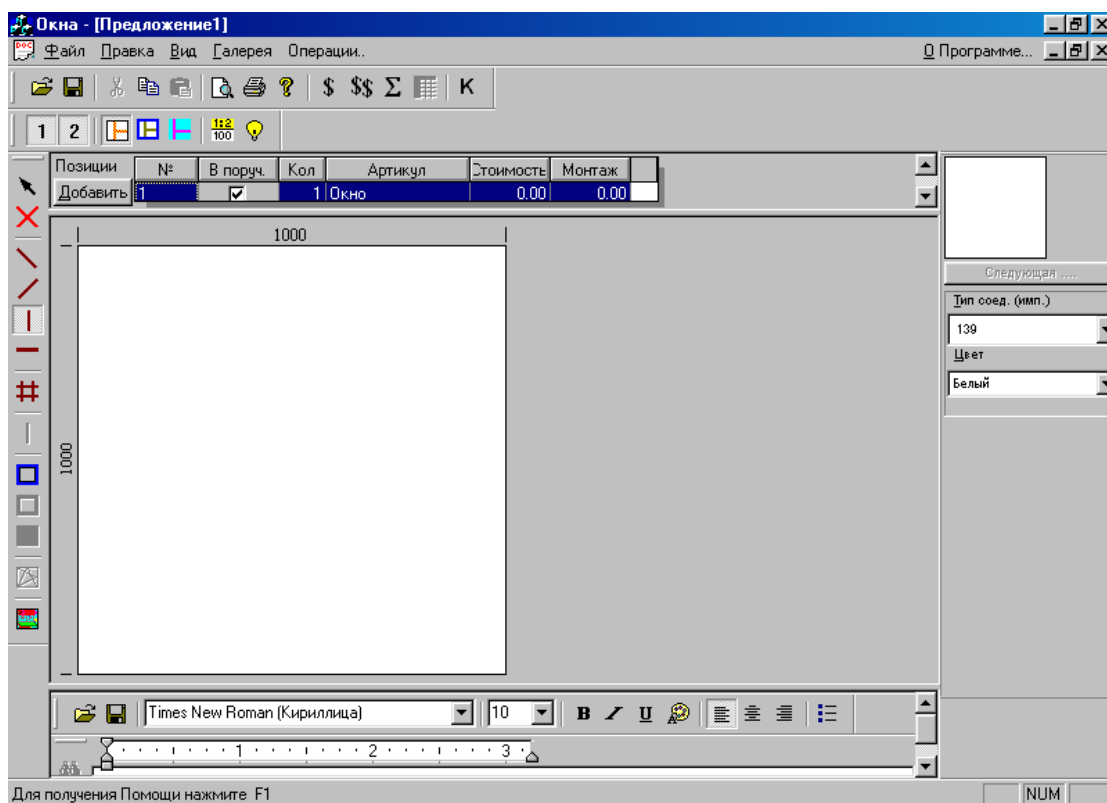 Окна - [Предложение1]
Файл Правка Вид Галерея Операции.. О Программе...
$ $$ Σ K
1 2 1:2 100
Позиции № В поруч. Кол Артикул Стоимость Монтаж
Добавить 1 1 Окно 0.00 0.00
1000
1000
Следующая ....
Тип соед. (имп.)
139
Цвет
Белый
Times New Roman (Кириллица) 10 B I U
1 2 3
Для получения Помощи нажмите F1 NUM